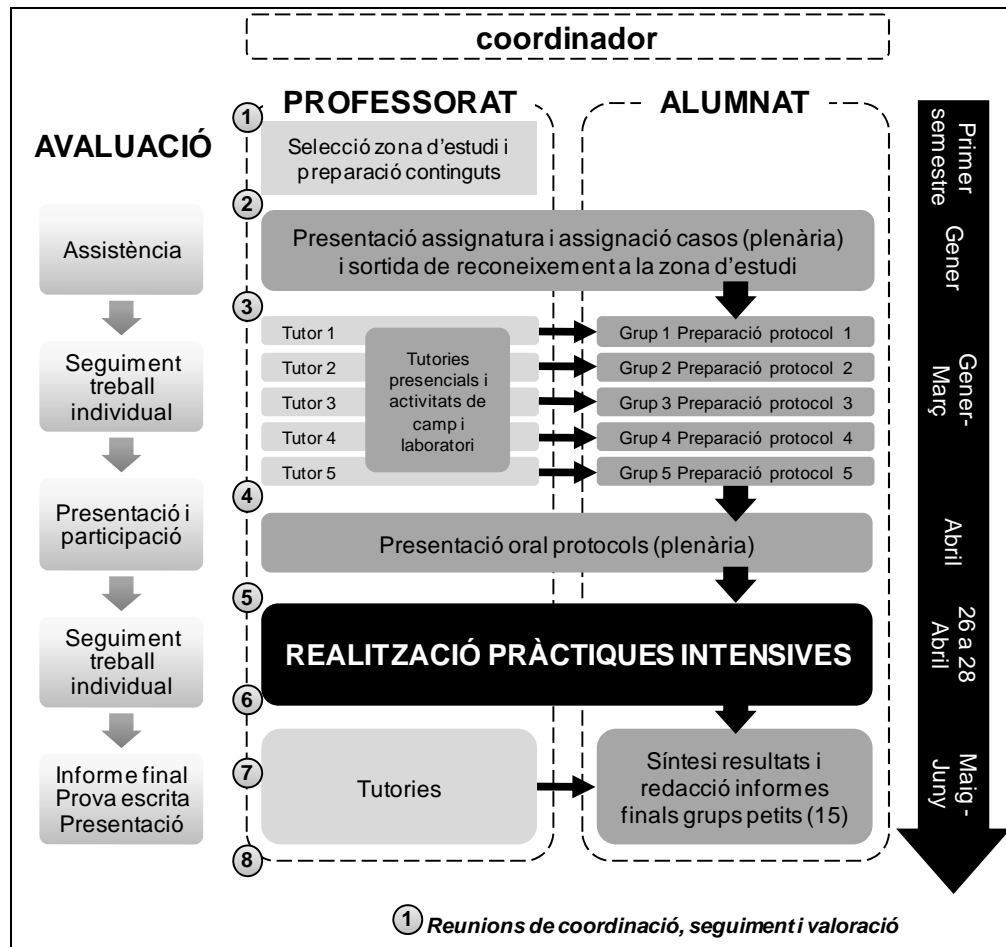 coordinador
PROFESSORAT
ALUMNAT
AVALUACIÓ
1
Selecció zona d'estudi i
preparació continguts
Primer
semestre
2
Assistència
Presentació assignatura i assignació casos (plenària)
i sortida de reconeixement a la zona d'estudi
Gener
3
Seguiment
treball
individual
Tutor 1
Tutor 2
Tutor 3
Tutor 4
Tutor 5
Tutories
presencials i
activitats de
camp i
laboratori
Grup 1 Preparació protocol 1
Grup 2 Preparació protocol 2
Grup 3 Preparació protocol 3
Grup 4 Preparació protocol 4
Grup 5 Preparació protocol 5
Gener-
Març
4
Presentació i
participació
Presentació oral protocols (plenària)
Abril
5
Seguiment
treball
individual
REALITZACIÓ PRÀCTIQUES INTENSIVES
26 a 28
Abril
6
Informe final
Prova escrita
Presentació
7
Tutories
Síntesi resultats i
redacció informes
finals grups petits (15)
Maig -
Juny
8
1 Reunions de coordinació, seguiment i valoració